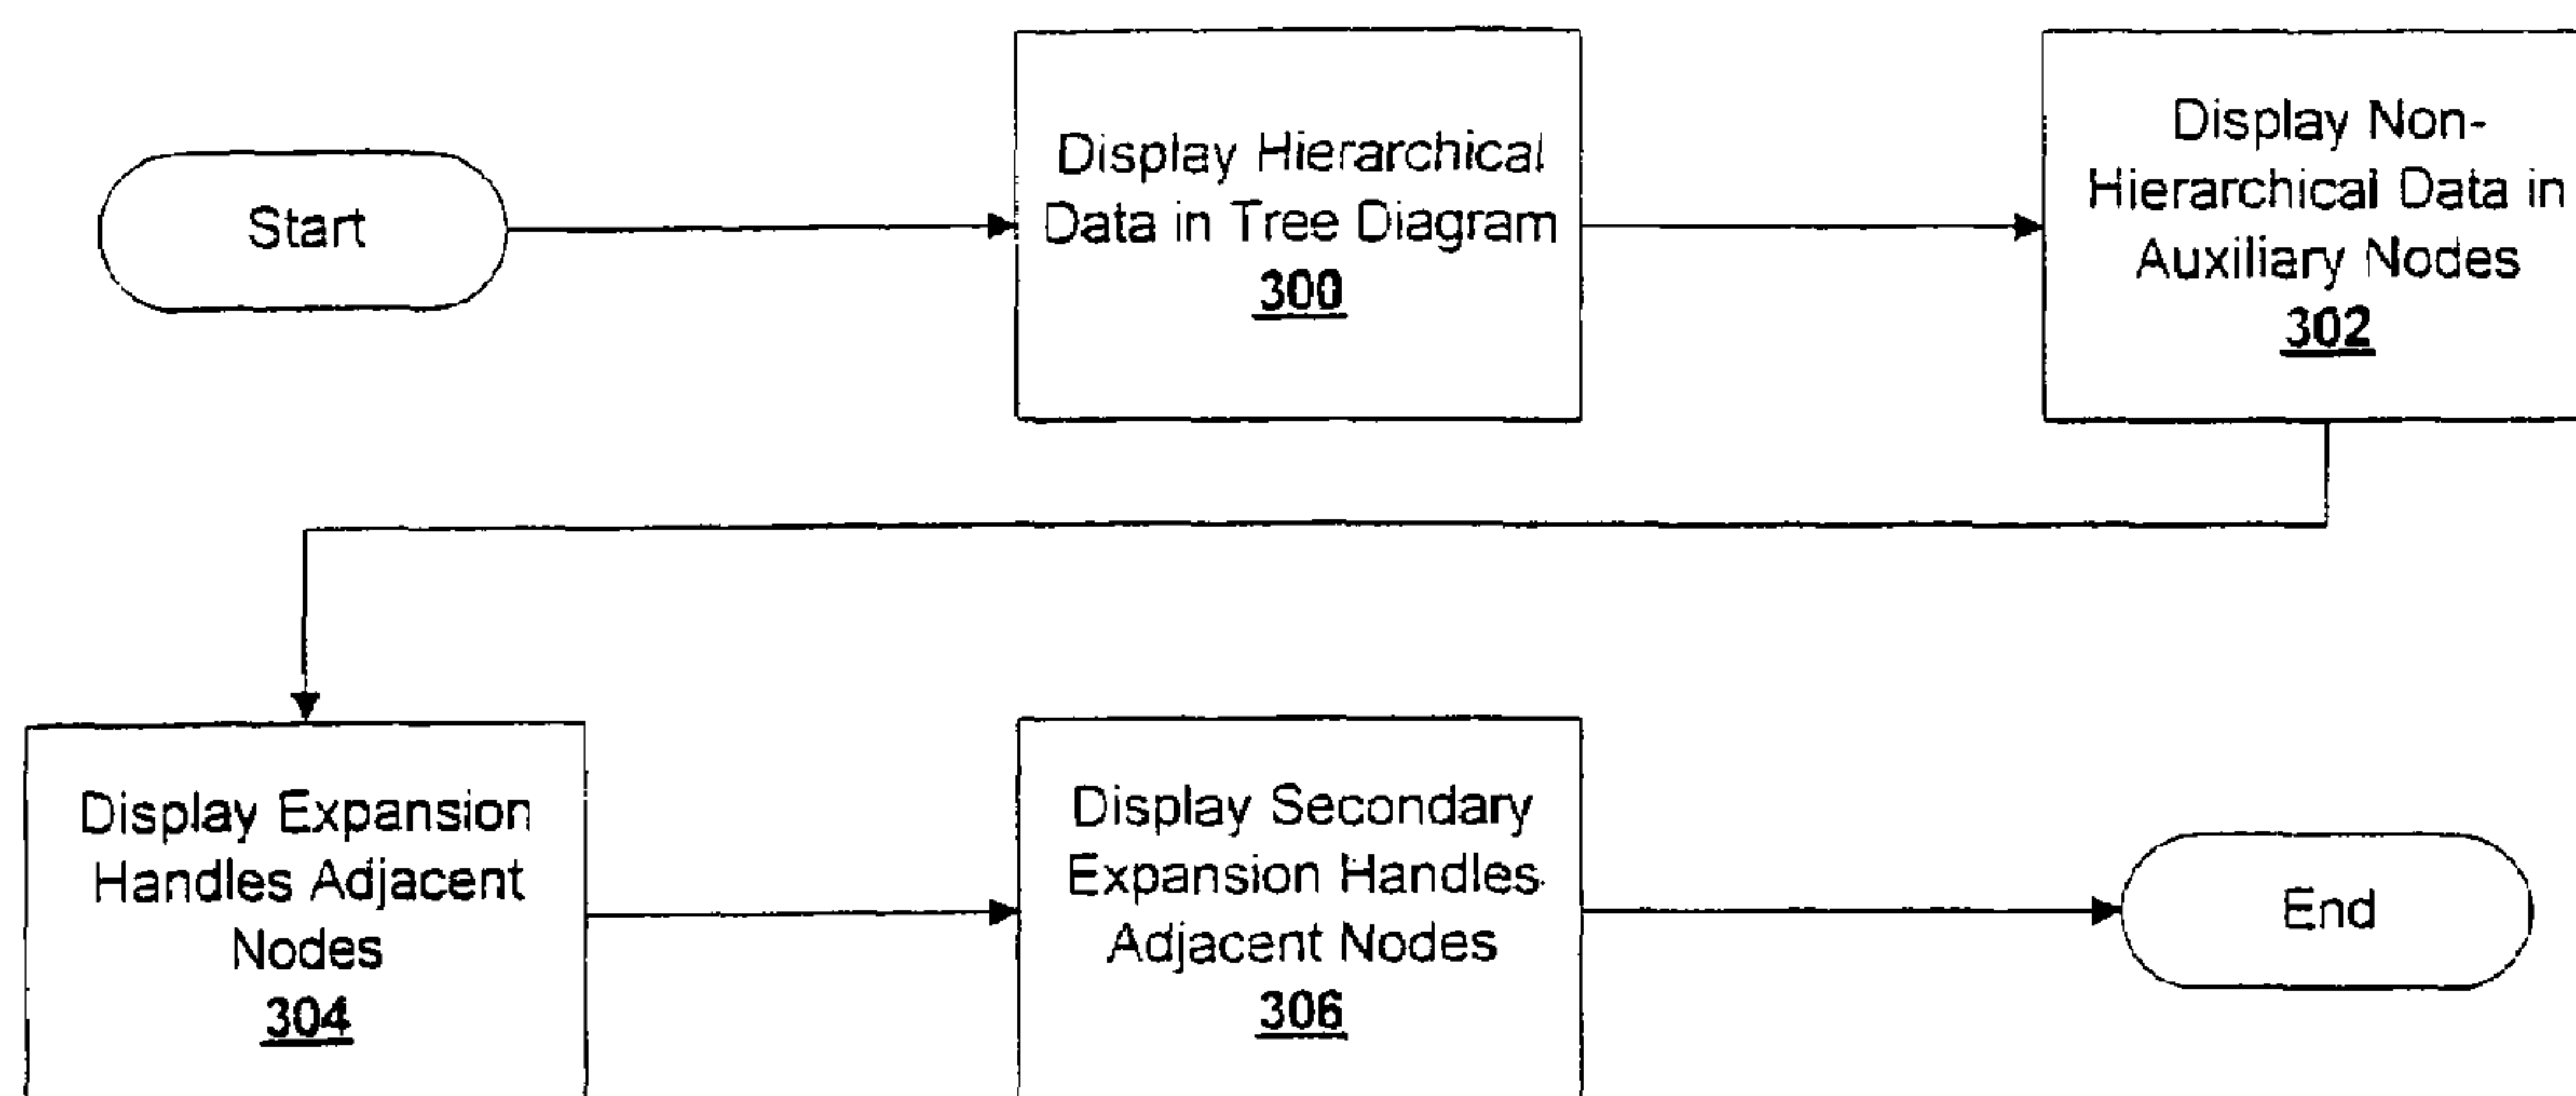 Start
Display Hierarchical
Data in Tree Diagram
300
Display Non-
Hierarchical Data in
Auxiliary Nodes
302
Display Expansion
Handles Adjacent
Nodes
304
Display Secondary
Expansion Handles
Adjacent Nodes
306
End